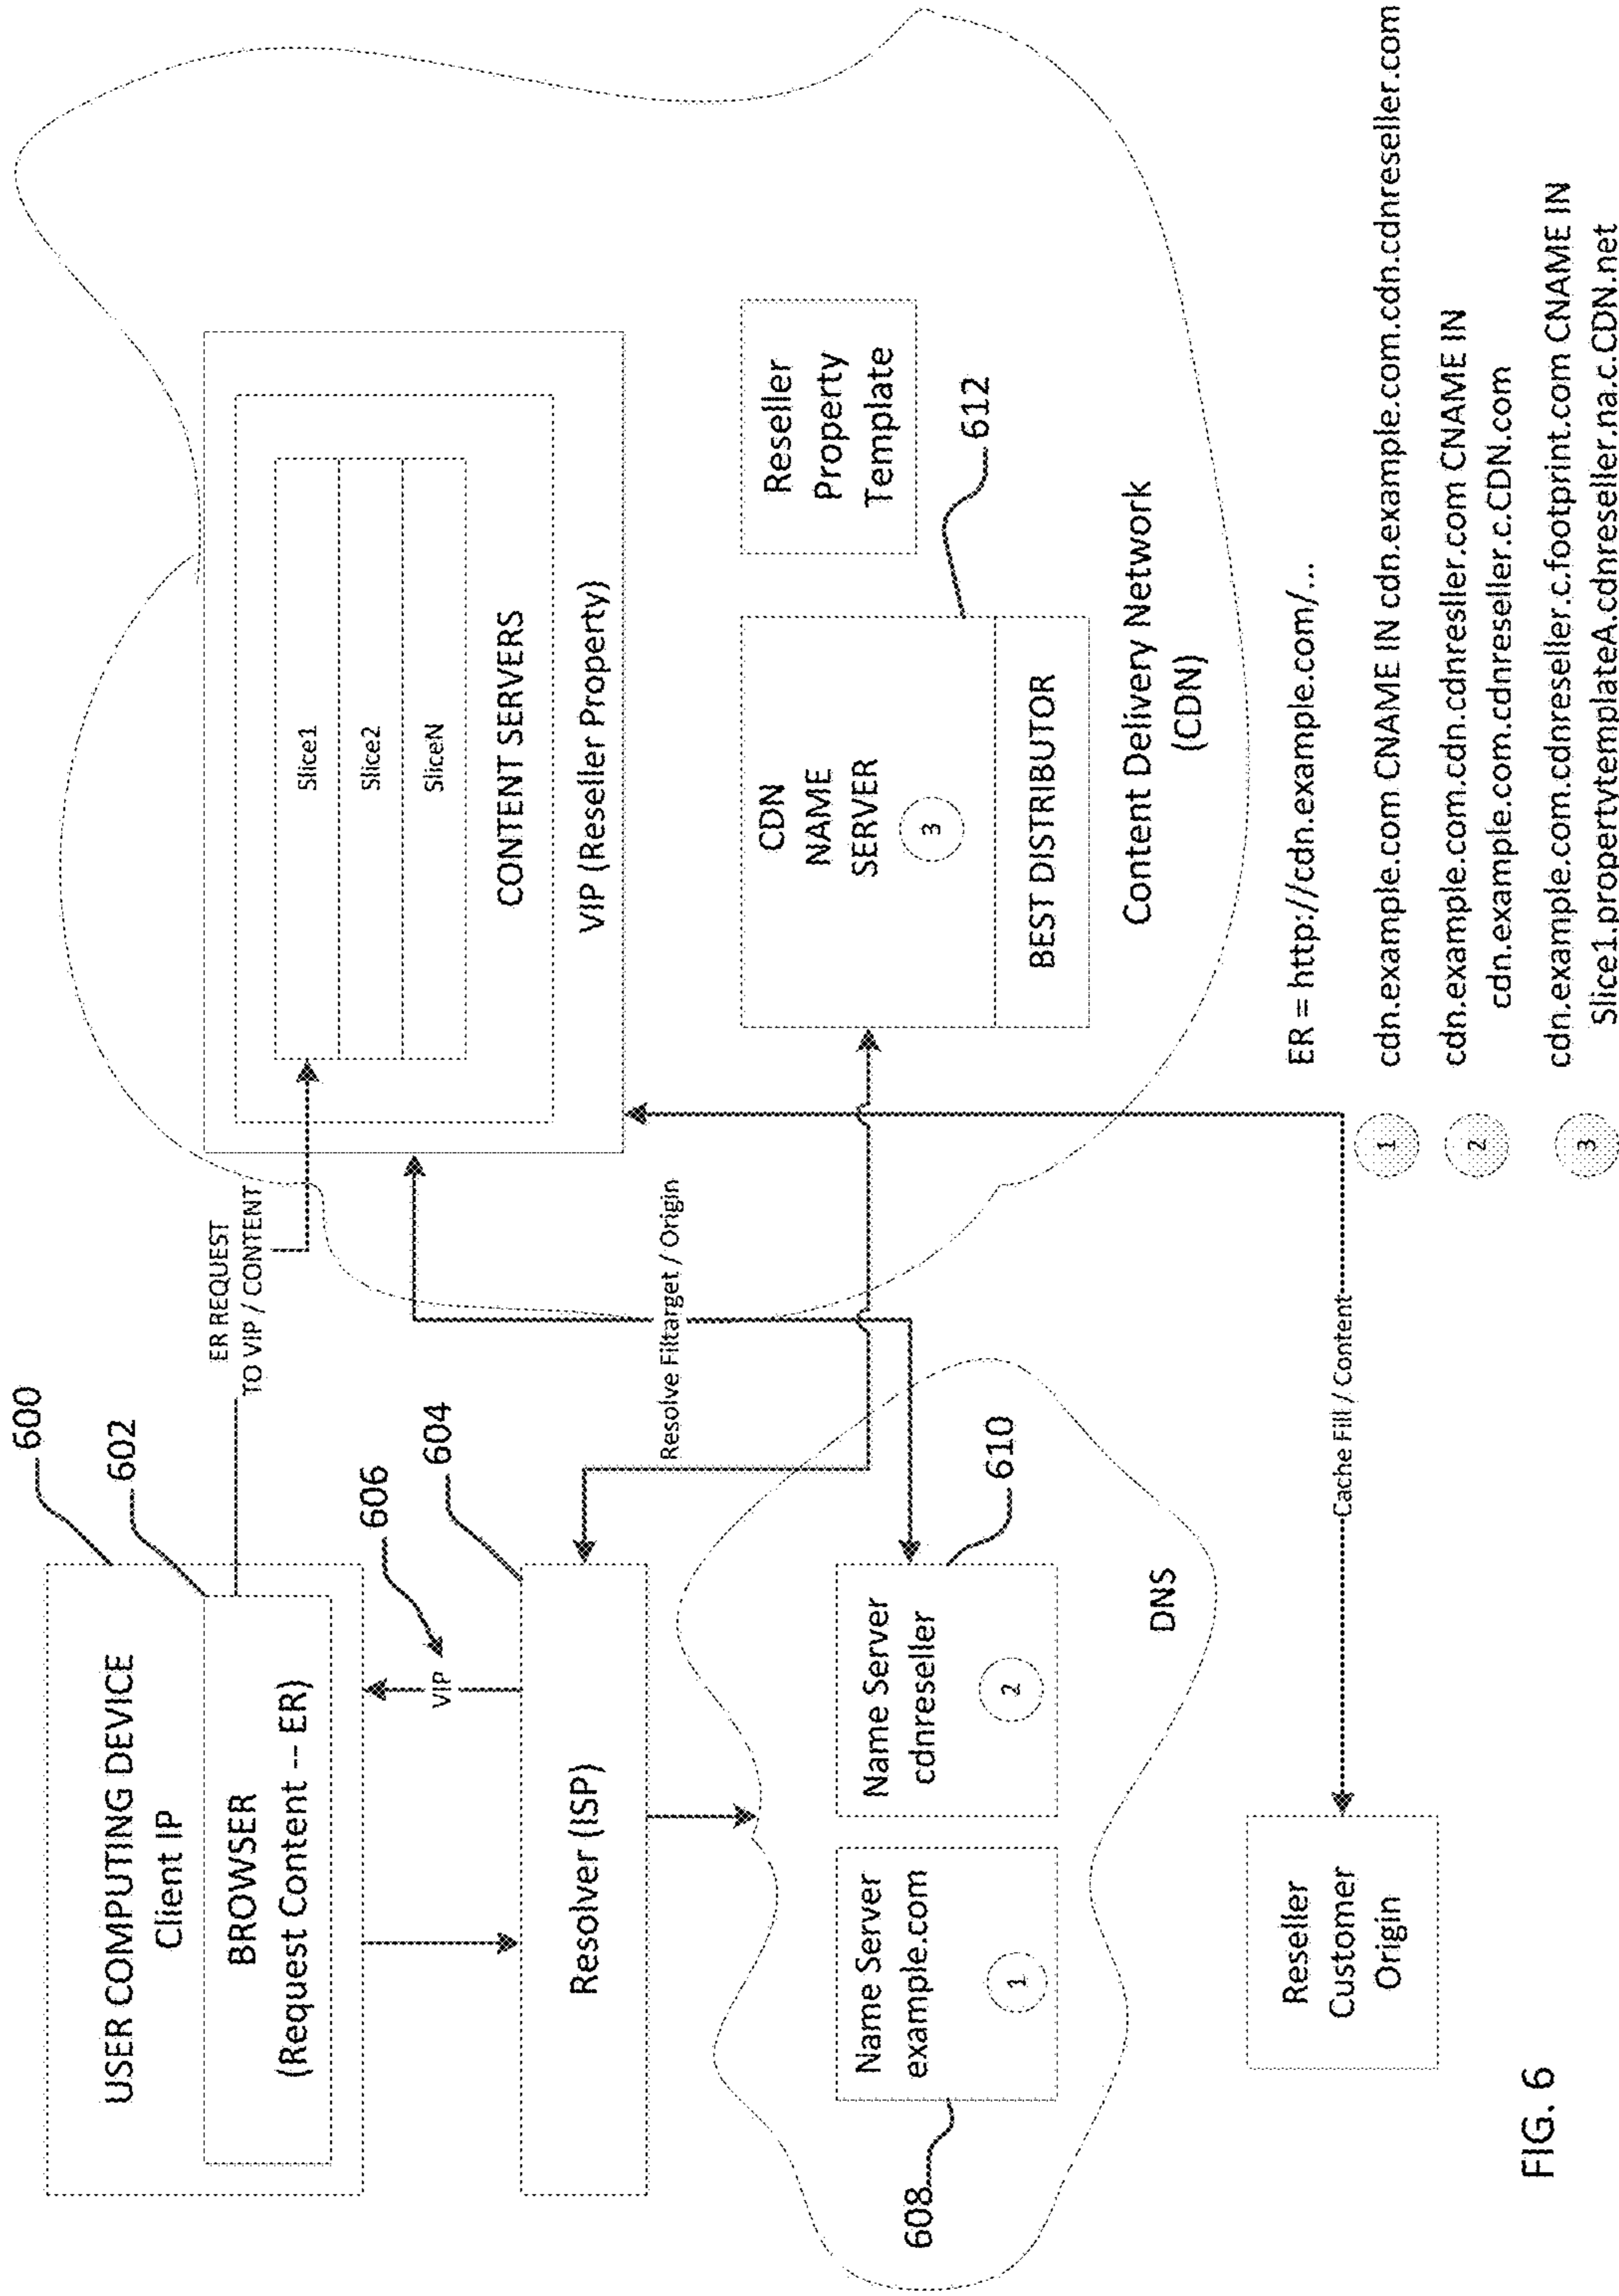 600
602
USER COMPUTING DEVICE
Client IP
BROWSER
(Request Content -- ER)
ER REQUEST
TO VIP / CONTENT
606
604
VIP
Resolver (ISP)
Slice1
Slice2
SliceN
CONTENT SERVERS
VIP (Reseller Property)
Resolve Filtarget / Origin
Name Server
example.com
1
608
Name Server
cdnreseller
2
610
DNS
CDN
NAME
SERVER
3
BEST DISTRIBUTOR
Reseller
Property
Template
612
Content Delivery Network
(CDN)
Reseller
Customer
Origin
Cache Fill / Content
ER = http://cdn.example.com/...
1
cdn.example.com CNAME IN cdn.example.com.cdn.cdnreseller.com
2
cdn.example.com.cdn.cdnresller.com CNAME IN
cdn.example.com.cdnreseller.c.CDN.com
3
cdn.example.com.cdnreseller.c.footprint.com CNAME IN
Slice1.propertytemplateA.cdnreseller.na.c.CDN.net
FIG. 6